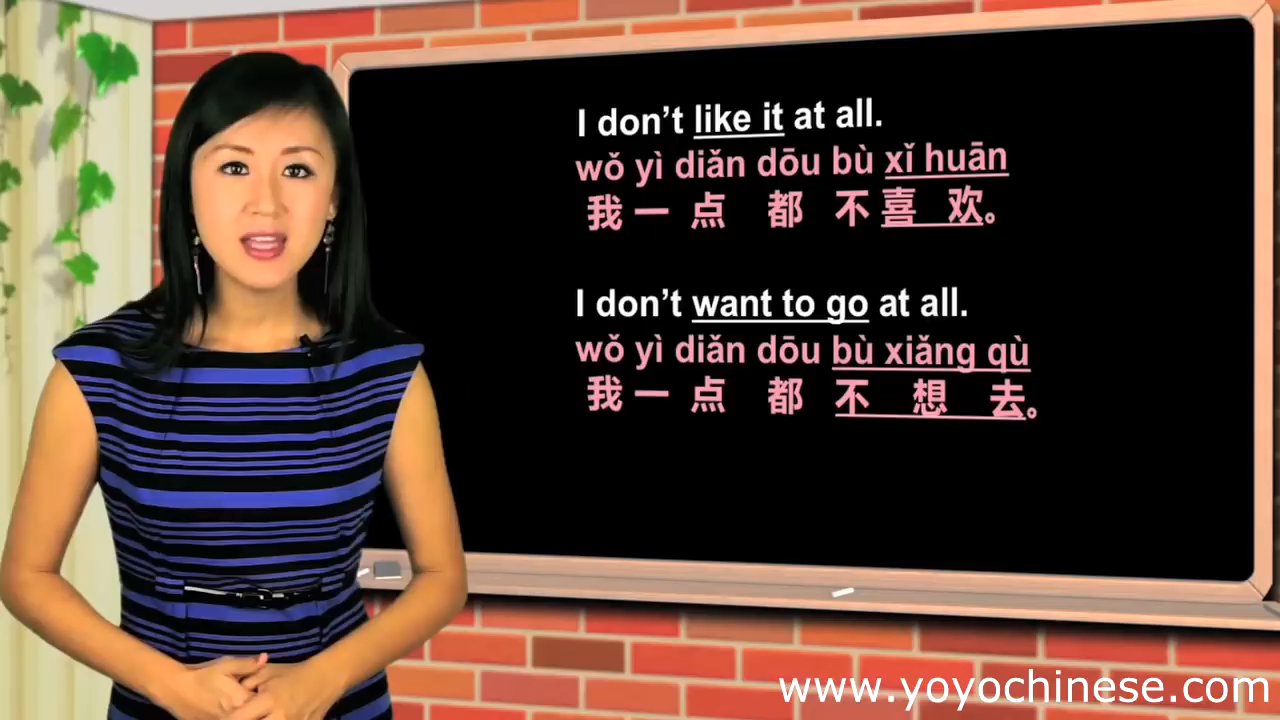 I don't like it at all.
wǒ yì diǎn dōu bù xǐ huān
我一点都不喜欢。
I don't want to go at all.
wǒ yì diǎn dōu bù xiǎng qù
我一点都不想去。
www.yoyochinese.com